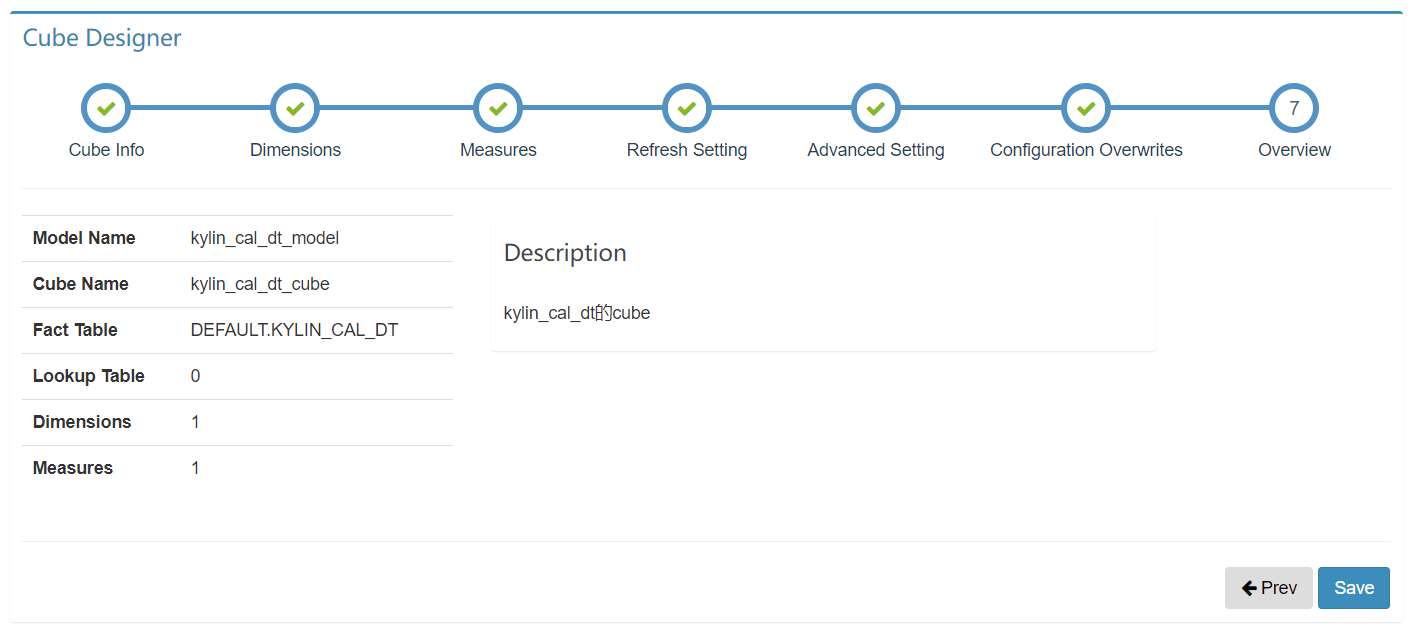 Cube Designer
7
Cube Info Dimensions Measures Refresh Setting Advanced Setting Configuration Overwrites Overview
Model Name kylin_cal_dt_model
Cube Name kylin_cal_dt_cube
Fact Table DEFAULT.KYLIN_CAL_DT
Lookup Table 0
Dimensions 1
Measures 1
Description
kylin_cal_dt的cube
Prev Save